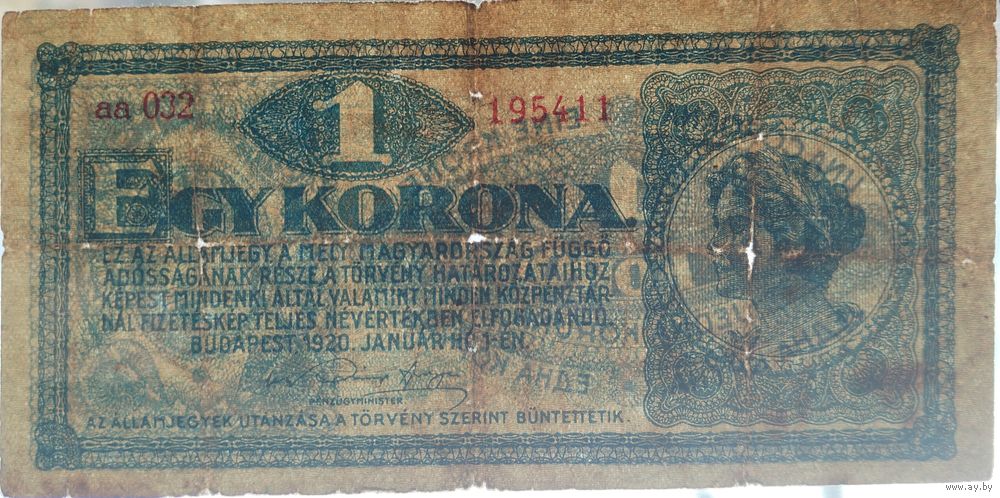 aa 032
1
195411
EGY KORONA.
EZ AZ ÁLLAMJEGY A MELY MAGYARORSZÁG FÜGGŐ
ADÓSSÁGÁNAK RÉSZE, A TÖRVÉNY HATÁROZATAIHOZ
KÉPEST MINDENKI ÁLTAL, VALAMINT MINDEN KÖZPÉNZTÁR-
NÁL FIZETÉSKÉP TELJES NÉVÉRTÉKBEN ELFOGADANDÓ.
BUDAPEST, 1920. JANUÁR HÓ 1-ÉN.
PÉNZÜGYMINISTER
AZ ÁLLAMJEGYEK UTÁNZÁSA A TÖRVÉNY SZERINT BÜNTETTETIK.
www.ay.by